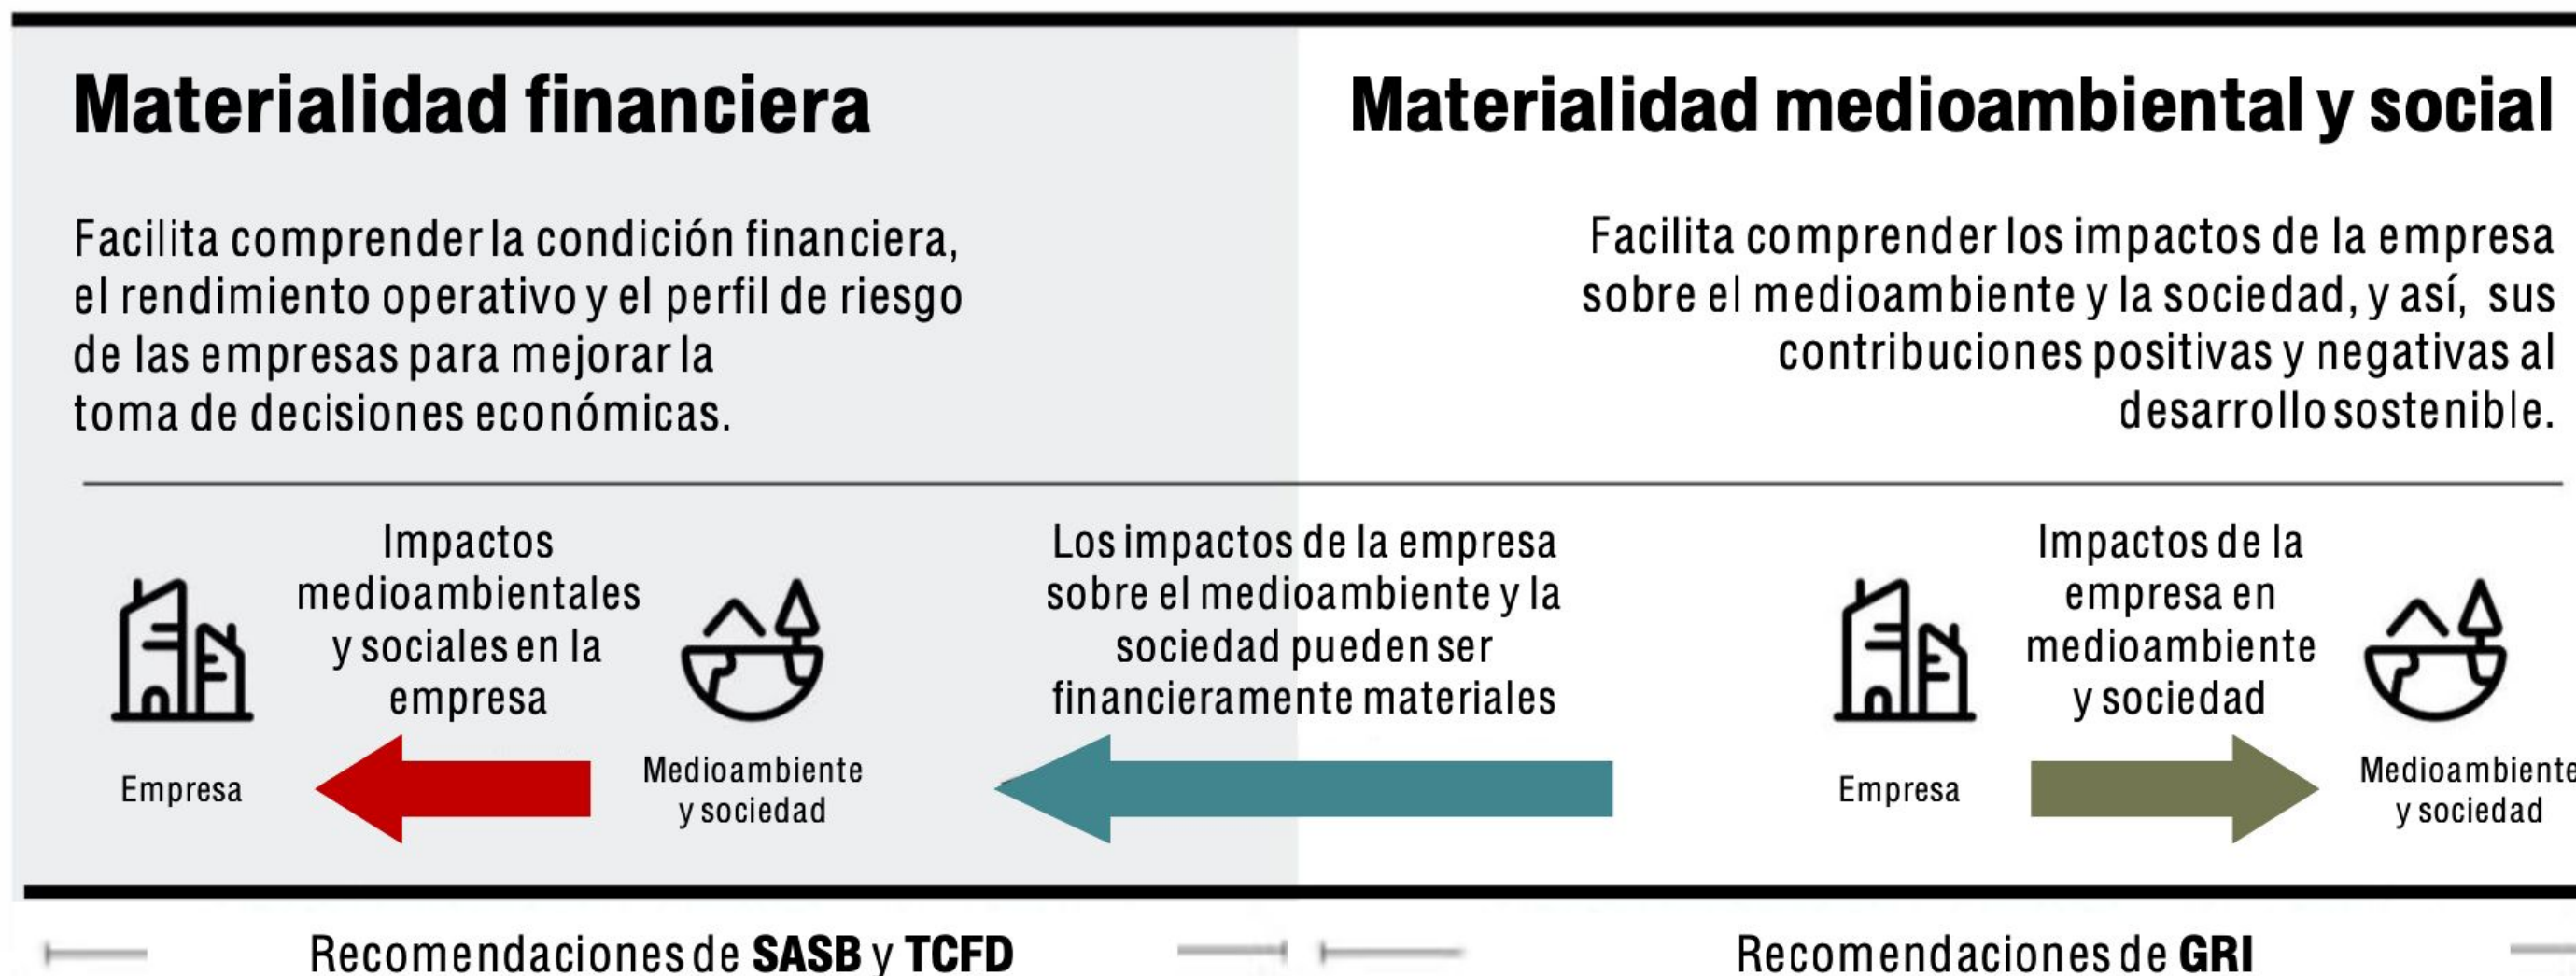 Materialidad financiera
Facilita comprender la condición financiera,
el rendimiento operativo y el perfil de riesgo
de las empresas para mejorar la
toma de decisiones económicas.
Materialidad medioambiental y social
Facilita comprender los impactos de la empresa
sobre el medioambiente y la sociedad, y así, sus
contribuciones positivas y negativas al
desarrollo sostenible.
Impactos
medioambientales
y sociales en la
empresa
Empresa
Medioambiente
y sociedad
Los impactos de la empresa
sobre el medioambiente y la
sociedad pueden ser
financieramente materiales
Impactos de la
empresa en
medioambiente
y sociedad
Empresa
Medioambiente
y sociedad
Recomendaciones de SASB y TCFD
Recomendaciones de GRI